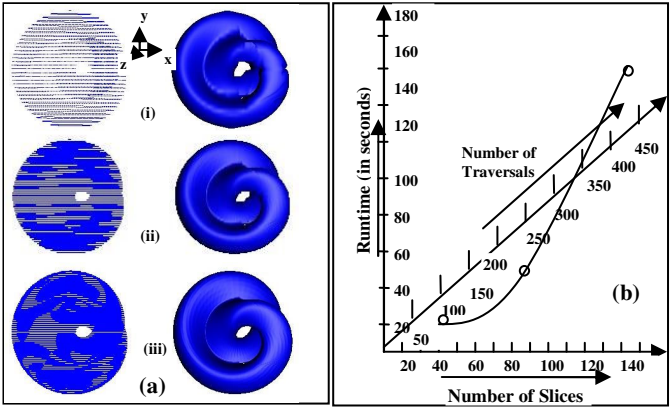 y
z
x
(i)
(ii)
(iii)
(a)
180
160
140
120
100
80
60
40
20
Runtime (in seconds)
Number of
Traversals
50
100
150
200
250
300
350
400
450
(b)
20 40 60 80 100 120 140
Number of Slices